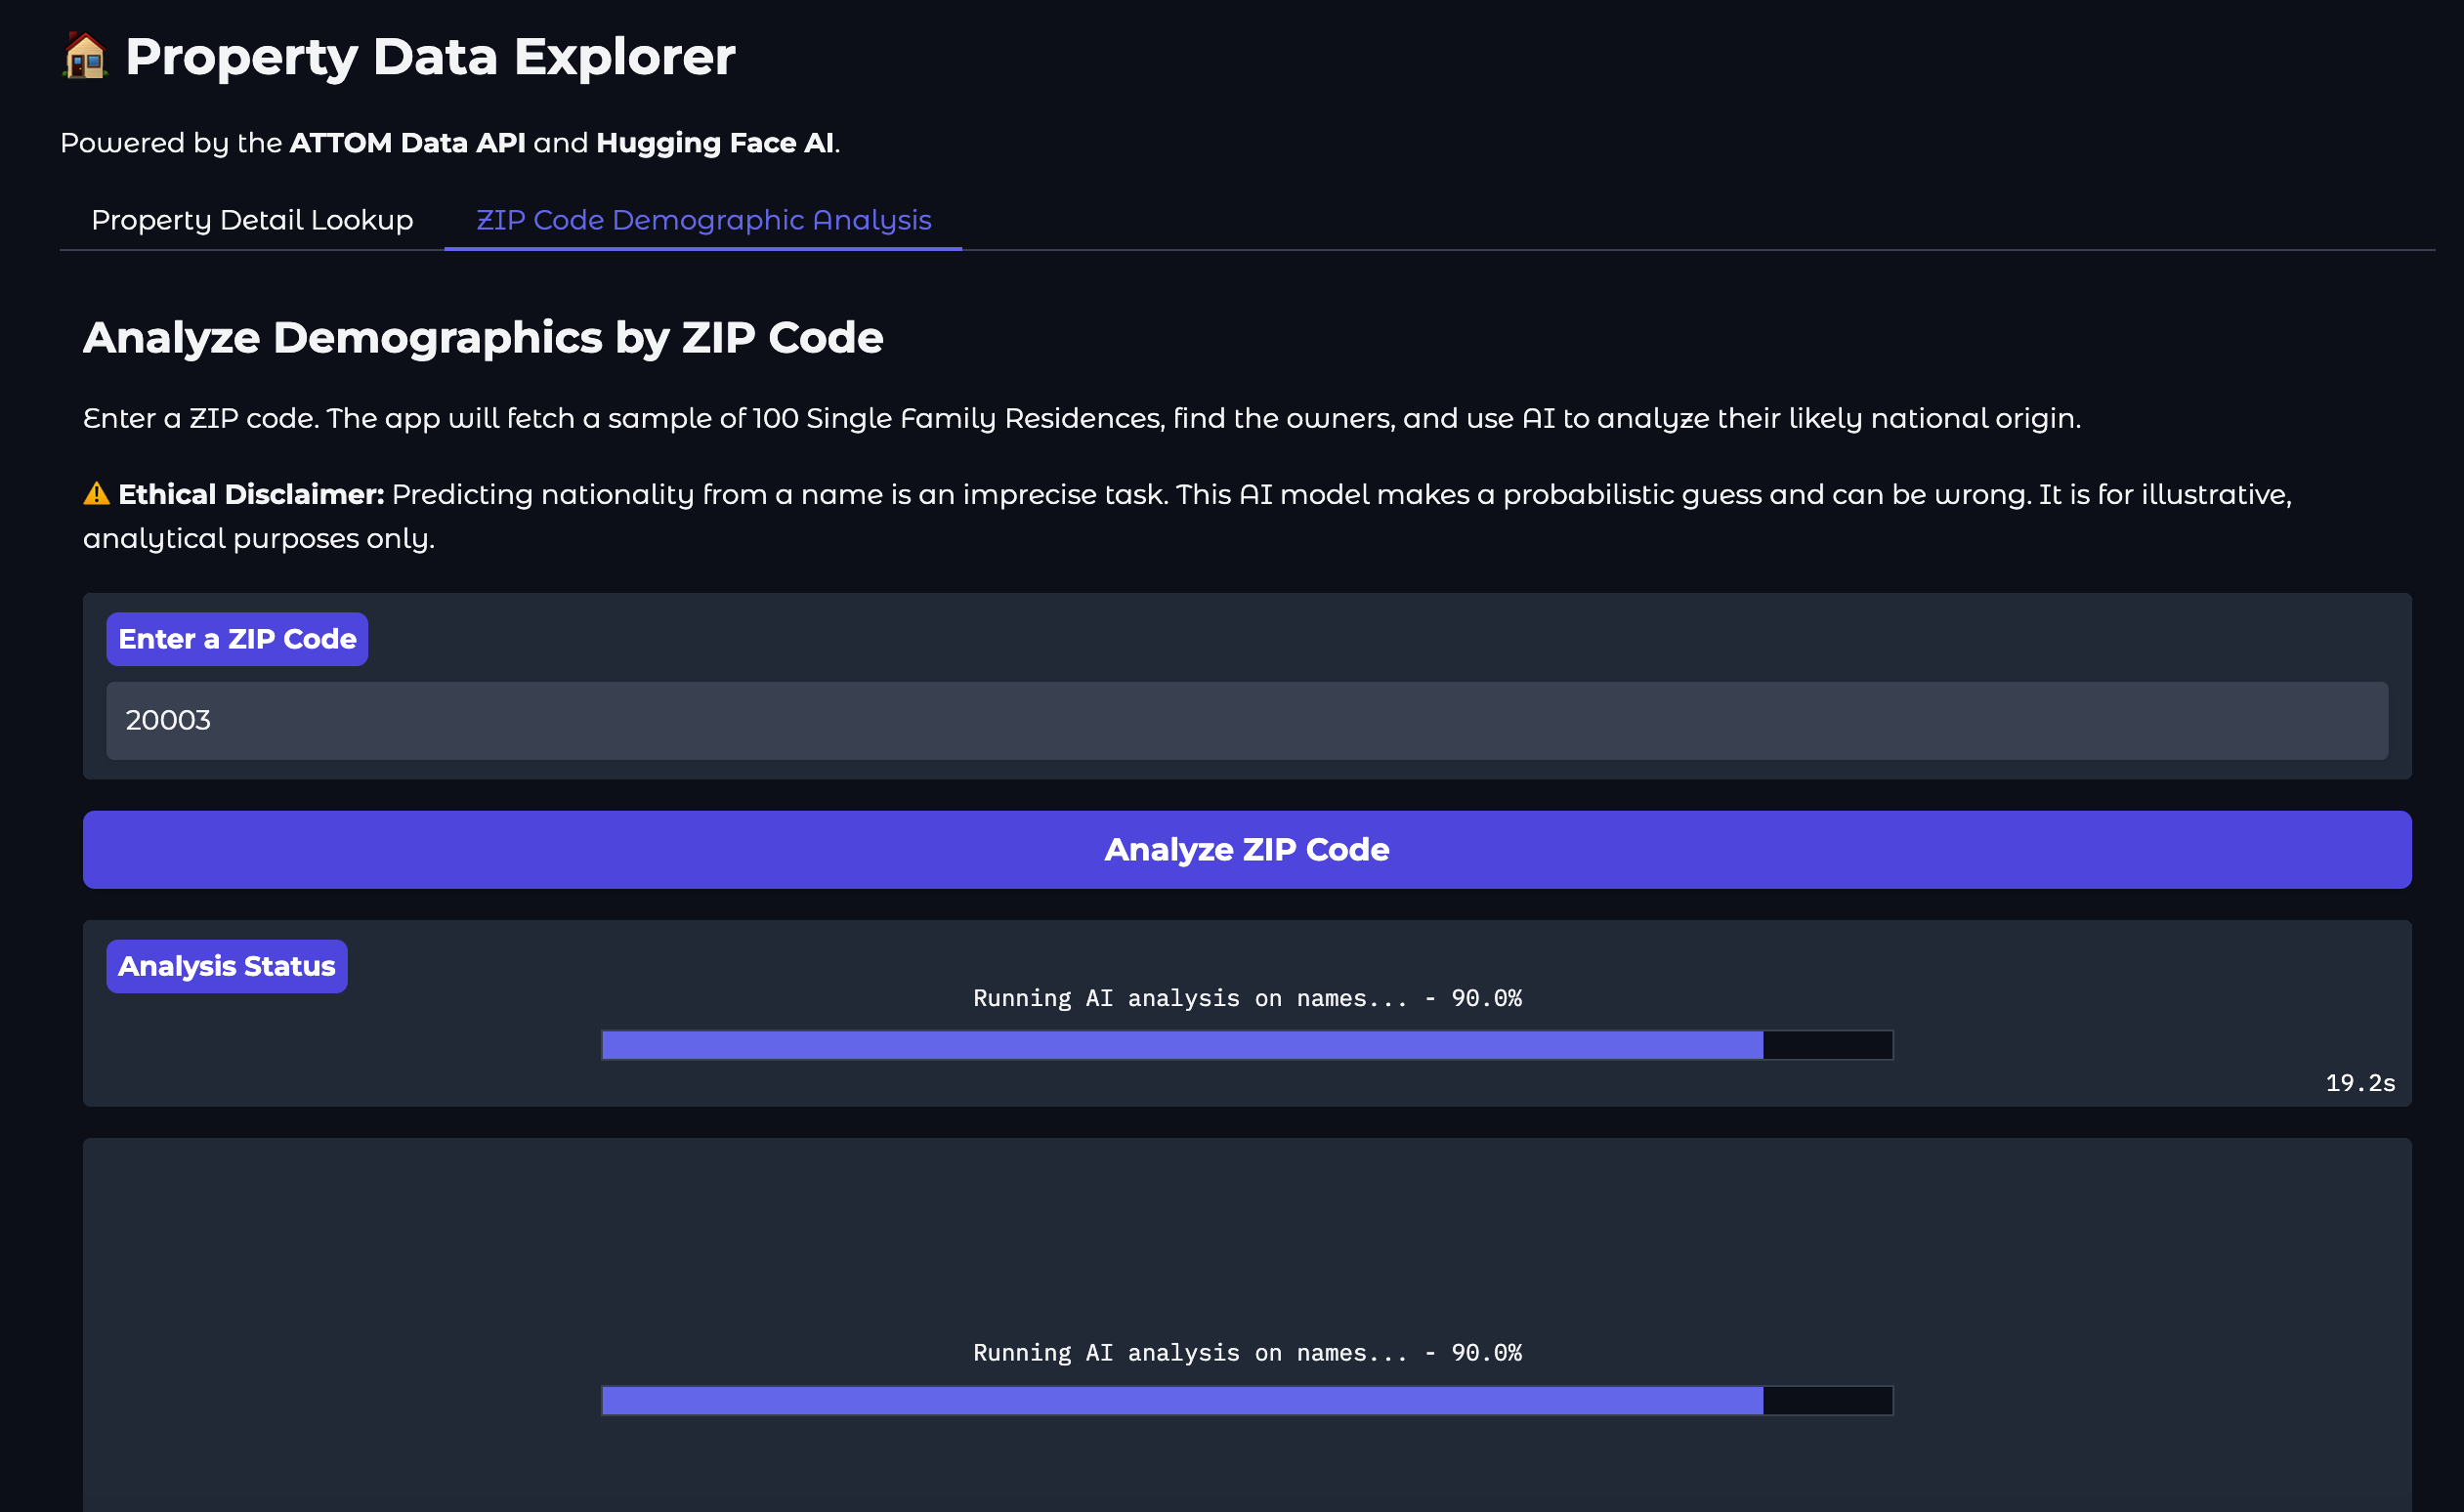 🏠 Property Data Explorer
Powered by the ATTOM Data API and Hugging Face AI.
Property Detail Lookup
ZIP Code Demographic Analysis
Analyze Demographics by ZIP Code
Enter a ZIP code. The app will fetch a sample of 100 Single Family Residences, find the owners, and use AI to analyze their likely national origin.
⚠️ Ethical Disclaimer: Predicting nationality from a name is an imprecise task. This AI model makes a probabilistic guess and can be wrong. It is for illustrative,
analytical purposes only.
Enter a ZIP Code
20003
Analyze ZIP Code
Analysis Status
Running AI analysis on names... - 90.0%
19.2s
Running AI analysis on names... - 90.0%